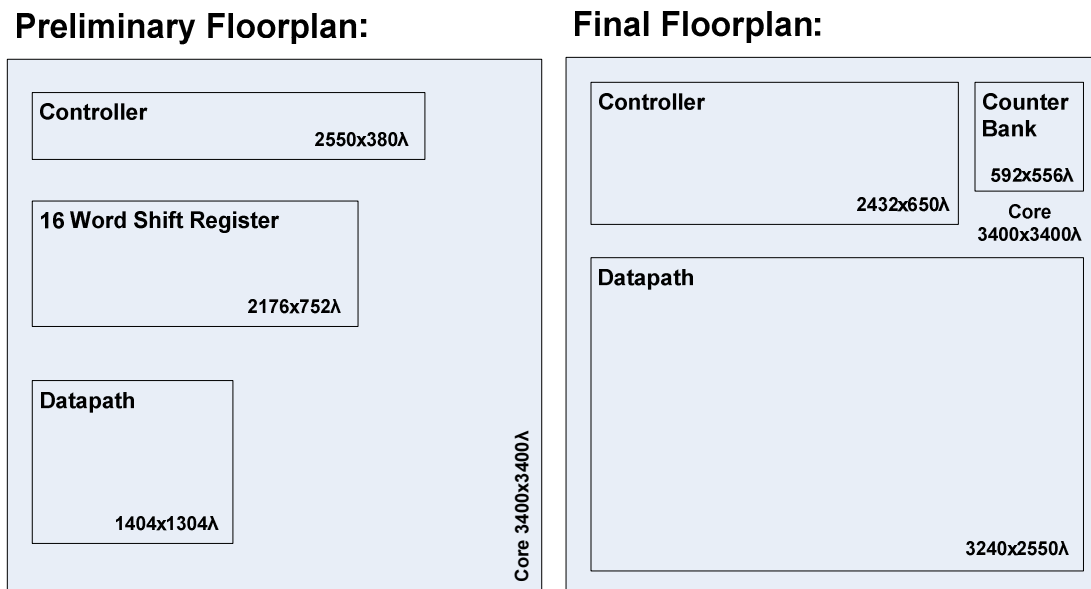 Preliminary Floorplan:
Controller
2550x380λ
16 Word Shift Register
2176x752λ
Datapath
1404x1304λ
Core 3400x3400λ
Final Floorplan:
Controller
2432x650λ
Counter
Bank
592x556λ
Core
3400x3400λ
Datapath
3240x2550λ